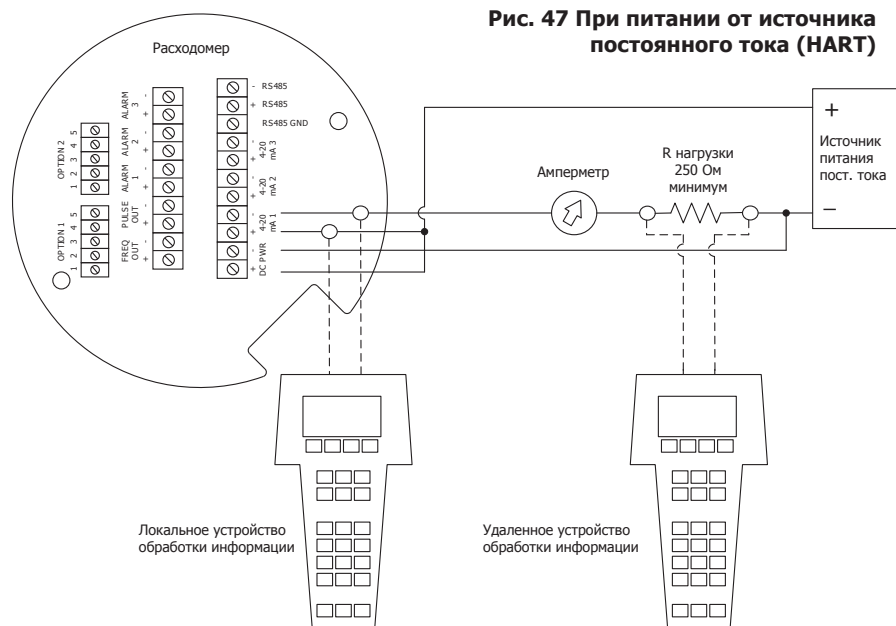 Рис. 47 При питании от источника
постоянного тока (HART)
Расходомер
- RS485
+ RS485
RS485 GND
- +
4-20
mA 3
- +
4-20
mA 2
- +
4-20
mA 1
- +
DC PWR
ALARM
3
- +
ALARM
2
- +
ALARM
1
- +
PULSE
OUT
- +
FREQ
OUT
- +
OPTION 2
1 2 3 4 5
OPTION 1
1 2 3 4 5
Амперметр
R нагрузки
250 Ом
минимум
+
Источник
питания
пост. тока
–
Локальное устройство
обработки информации
Удаленное устройство
обработки информации